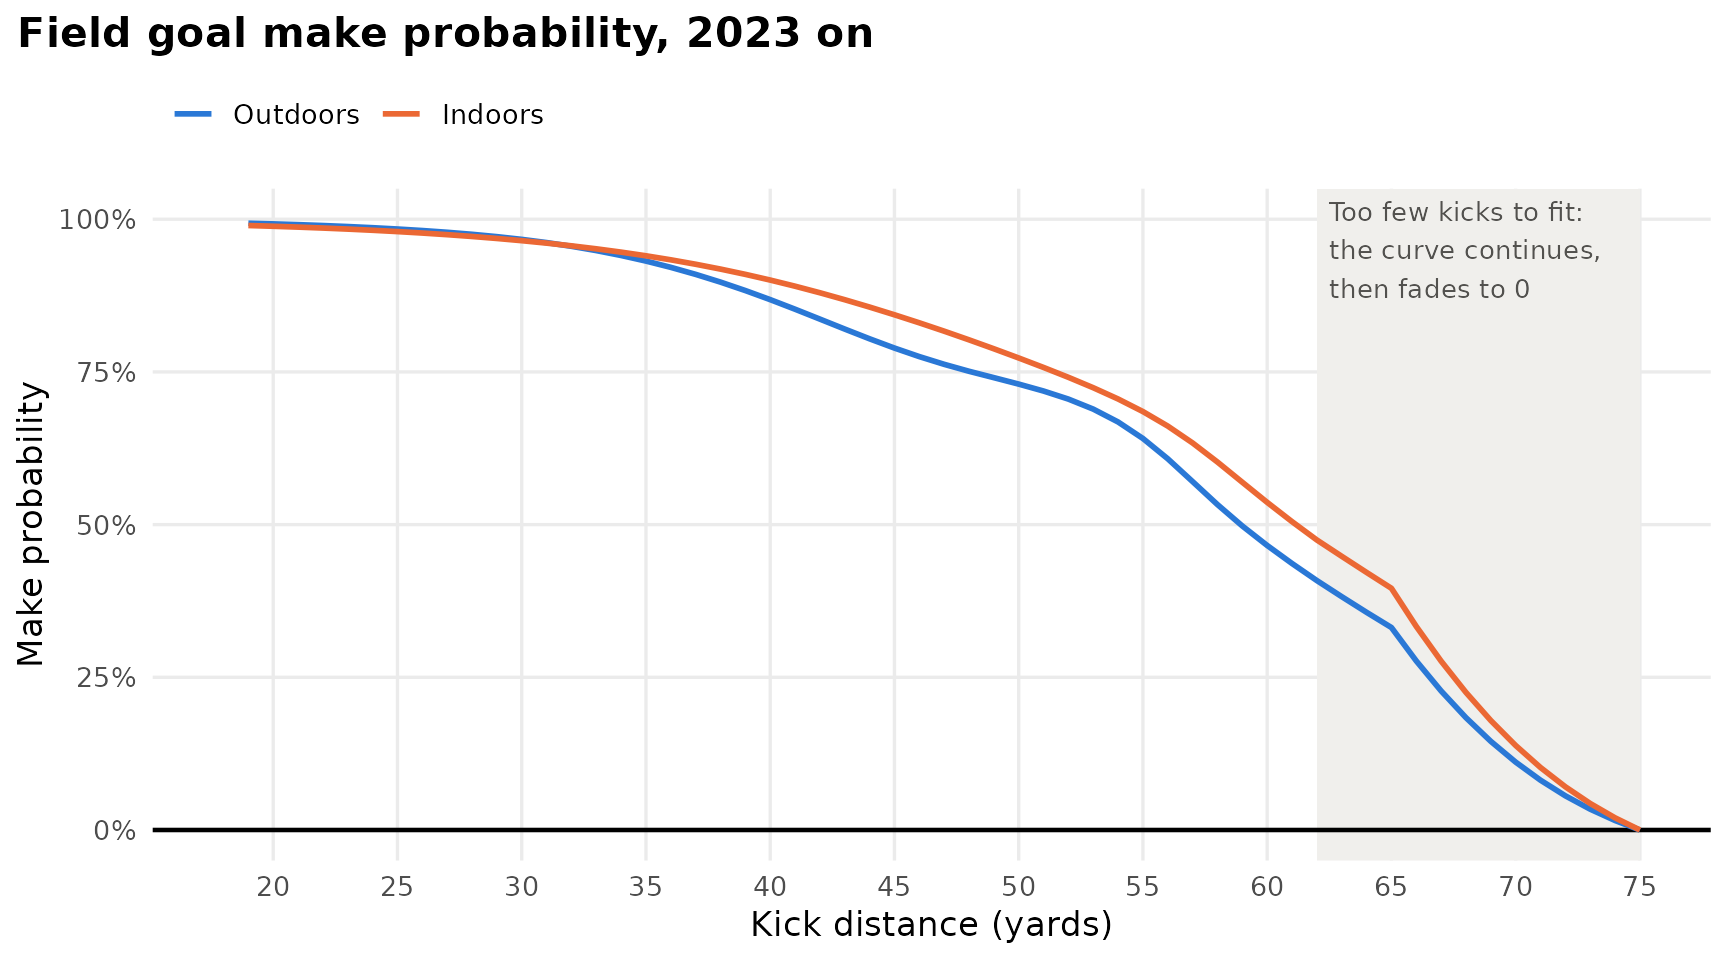 Field goal make probability, 2023 on
Outdoors Indoors
Too few kicks to fit:
the curve continues,
then fades to 0
100%
75%
50%
25%
0%
Make probability
20 25 30 35 40 45 50 55 60 65 70 75
Kick distance (yards)